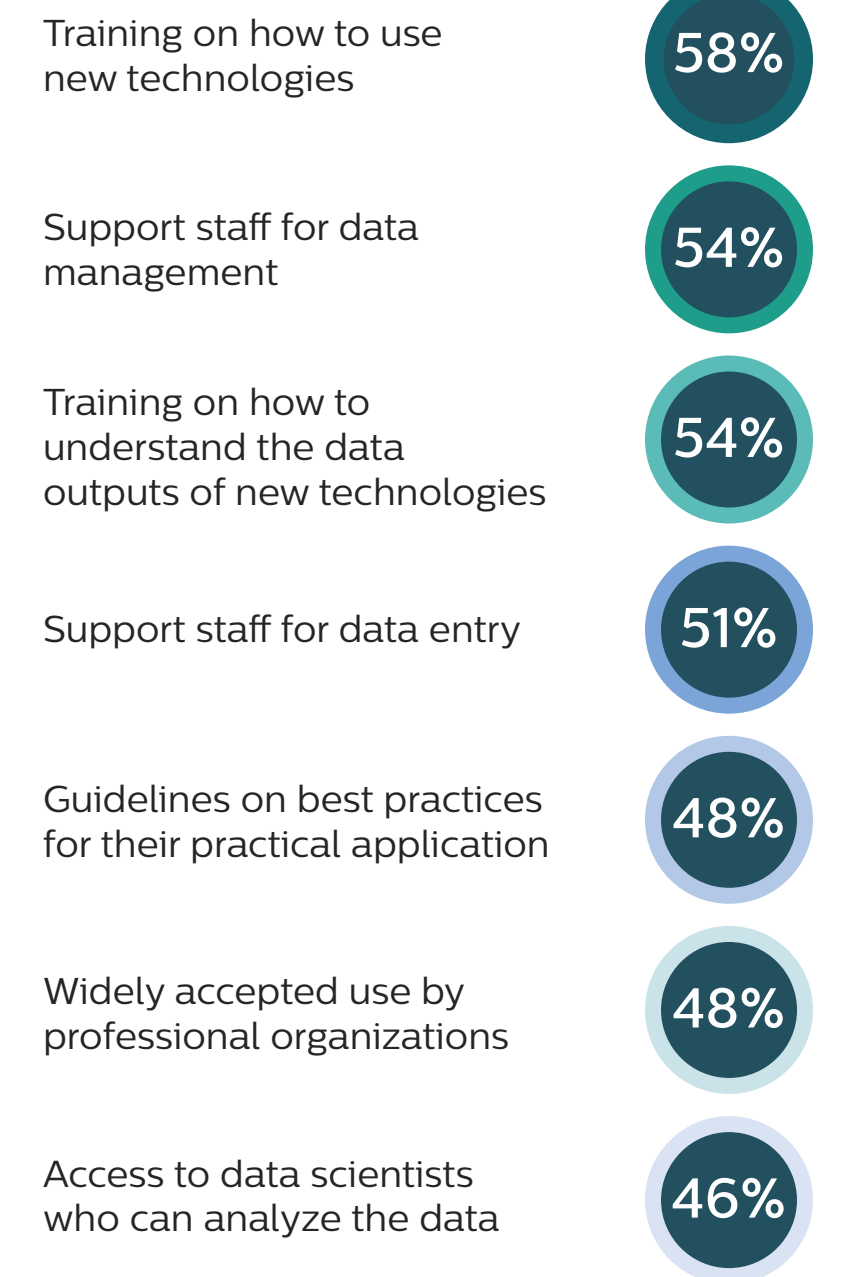 Training on how to use
new technologies
58%
Support staff for data
management
54%
Training on how to
understand the data
outputs of new technologies
54%
Support staff for data entry
51%
Guidelines on best practices
for their practical application
48%
Widely accepted use by
professional organizations
48%
Access to data scientists
who can analyze the data
46%